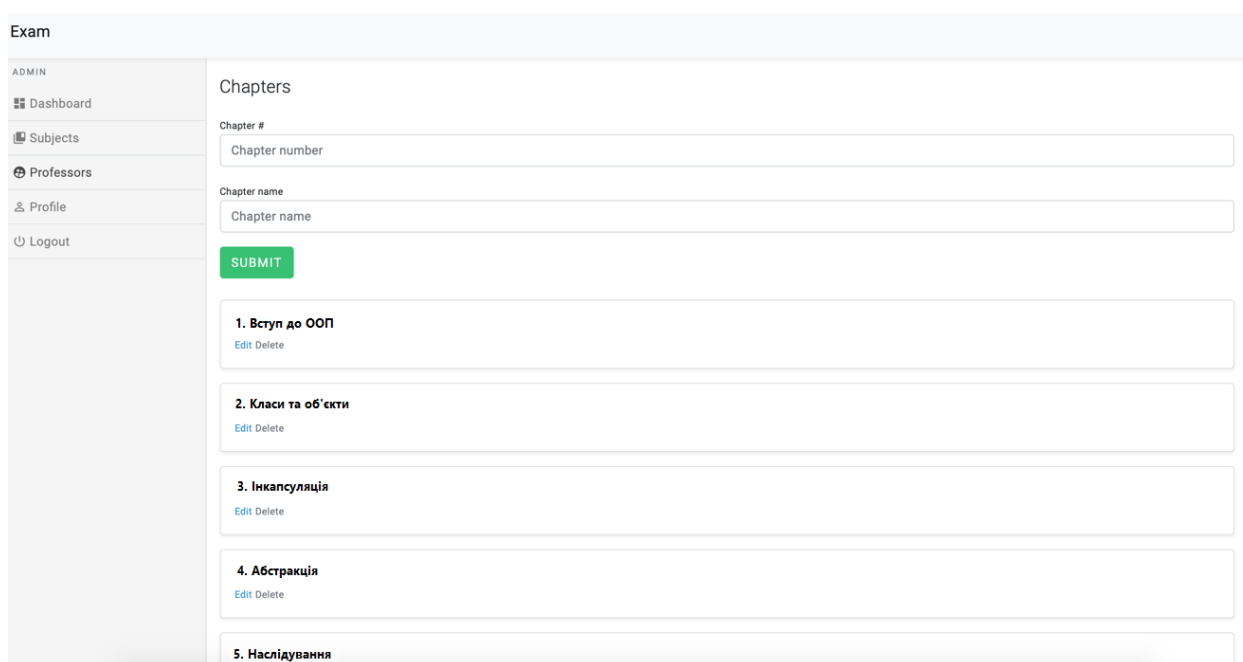 Exam
ADMIN
Dashboard
Subjects
Professors
Profile
Logout
Chapters
Chapter #
Chapter number
Chapter name
Chapter name
SUBMIT
1. Вступ до ООП
Edit Delete
2. Класи та об'єкти
Edit Delete
3. Інкапсуляція
Edit Delete
4. Абстракція
Edit Delete
5. Наслідування